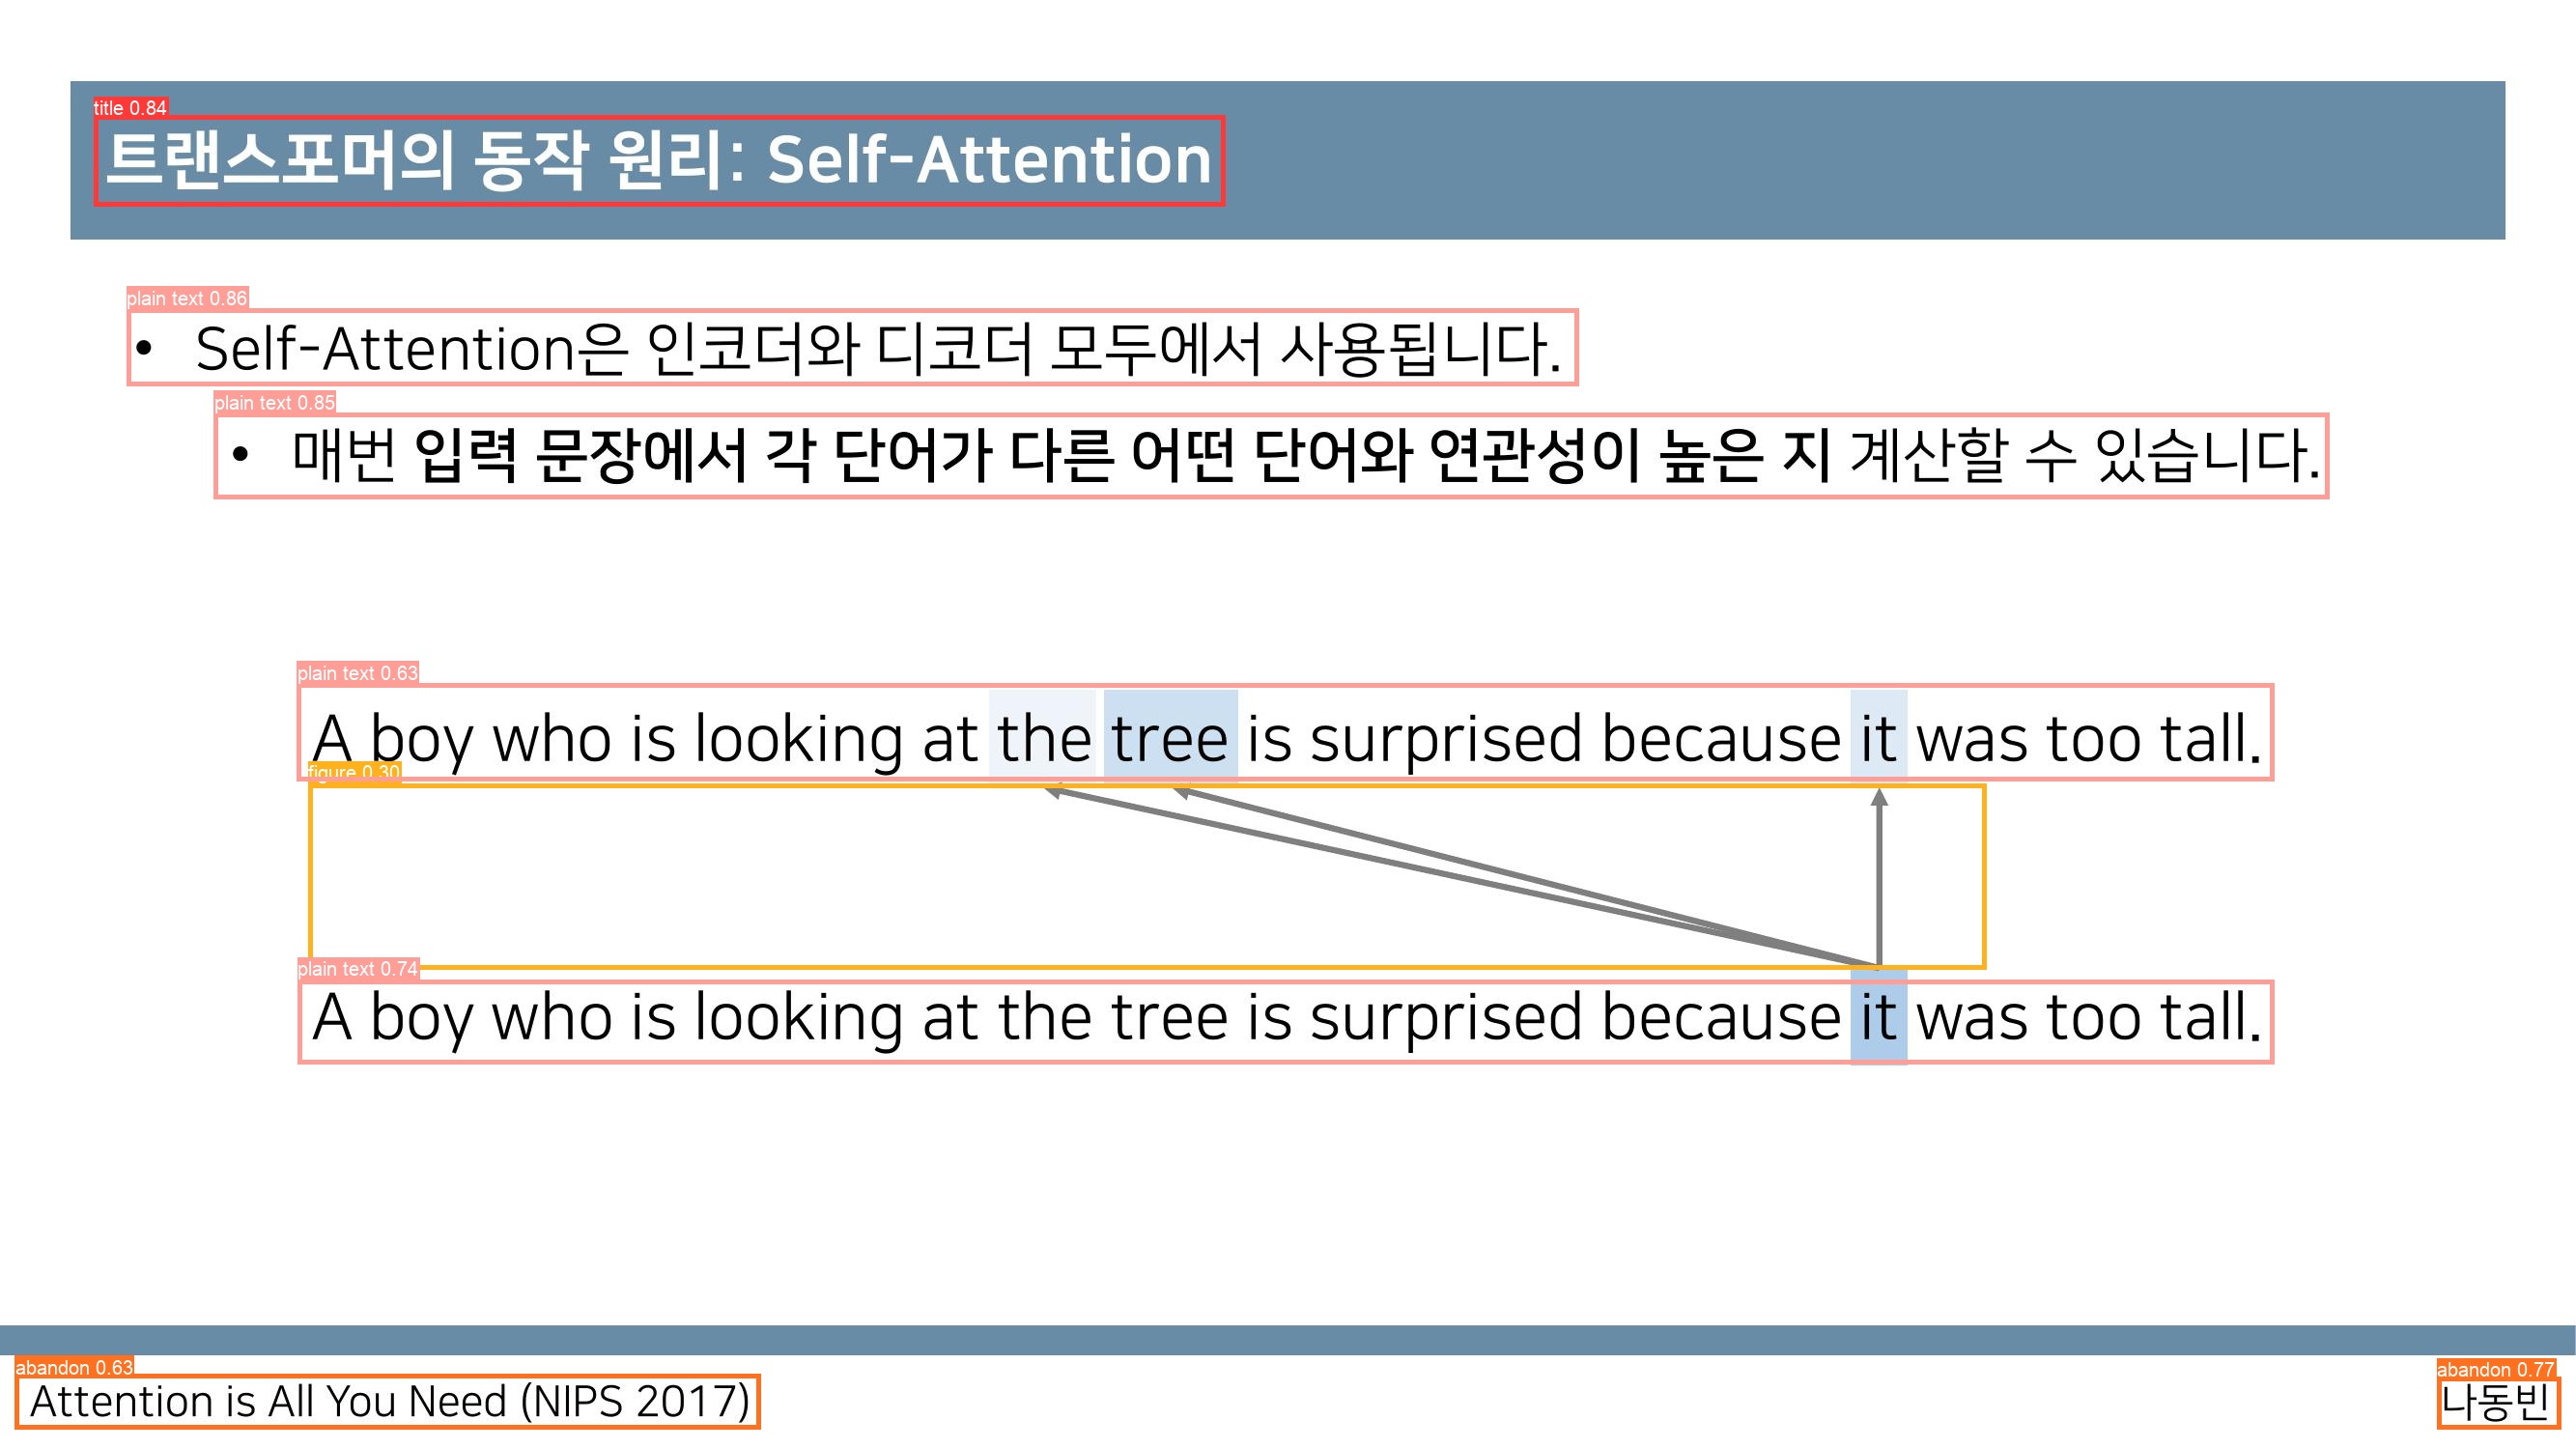 title 0.84
트랜스포머의 동작 원리: Self-Attention
plain text 0.86
• Self-Attention은 인코더와 디코더 모두에서 사용됩니다.
plain text 0.85
• 매번 입력 문장에서 각 단어가 다른 어떤 단어와 연관성이 높은 지 계산할 수 있습니다.
plain text 0.63
A boy who is looking at the tree is surprised because it was too tall.
figure 0.30
plain text 0.74
A boy who is looking at the tree is surprised because it was too tall.
abandon 0.63
Attention is All You Need (NIPS 2017)
abandon 0.77
나동빈